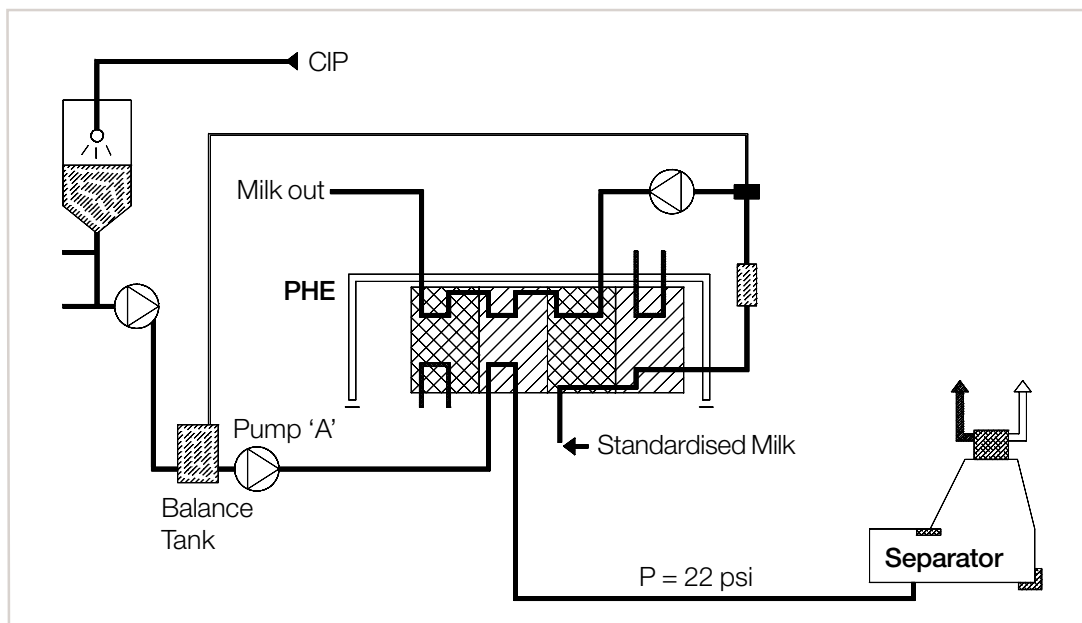 CIP
Milk out
PHE
Pump ‘A’
Balance
Tank
Standardised Milk
Separator
P = 22 psi